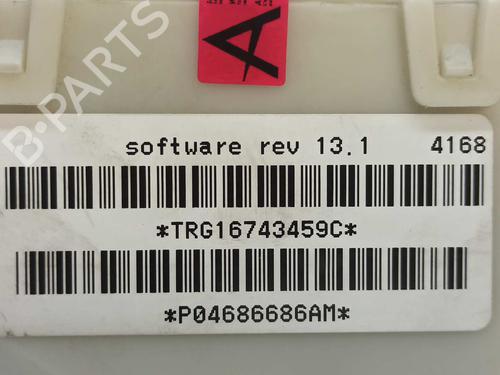 A
B-PARTS
software rev 13.1 4168
*TRG16743459C*
*P04686686AM*